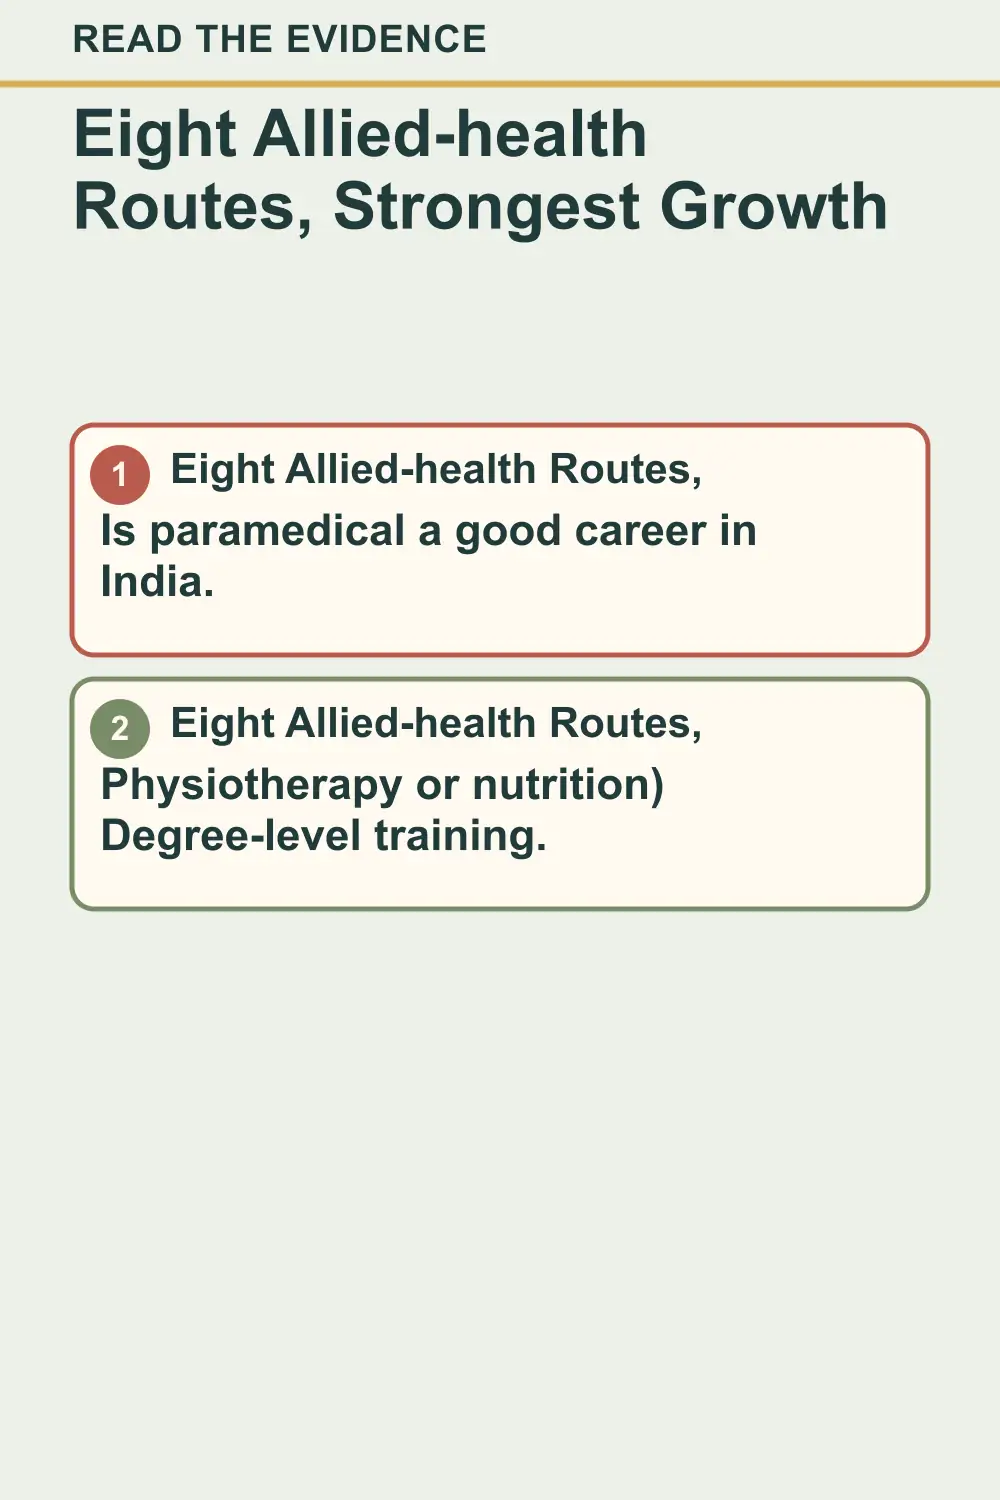 READ THE EVIDENCE
Eight Allied-health
Routes, Strongest Growth
1 Eight Allied-health Routes,
Is paramedical a good career in
India.
2 Eight Allied-health Routes,
Physiotherapy or nutrition)
Degree-level training.